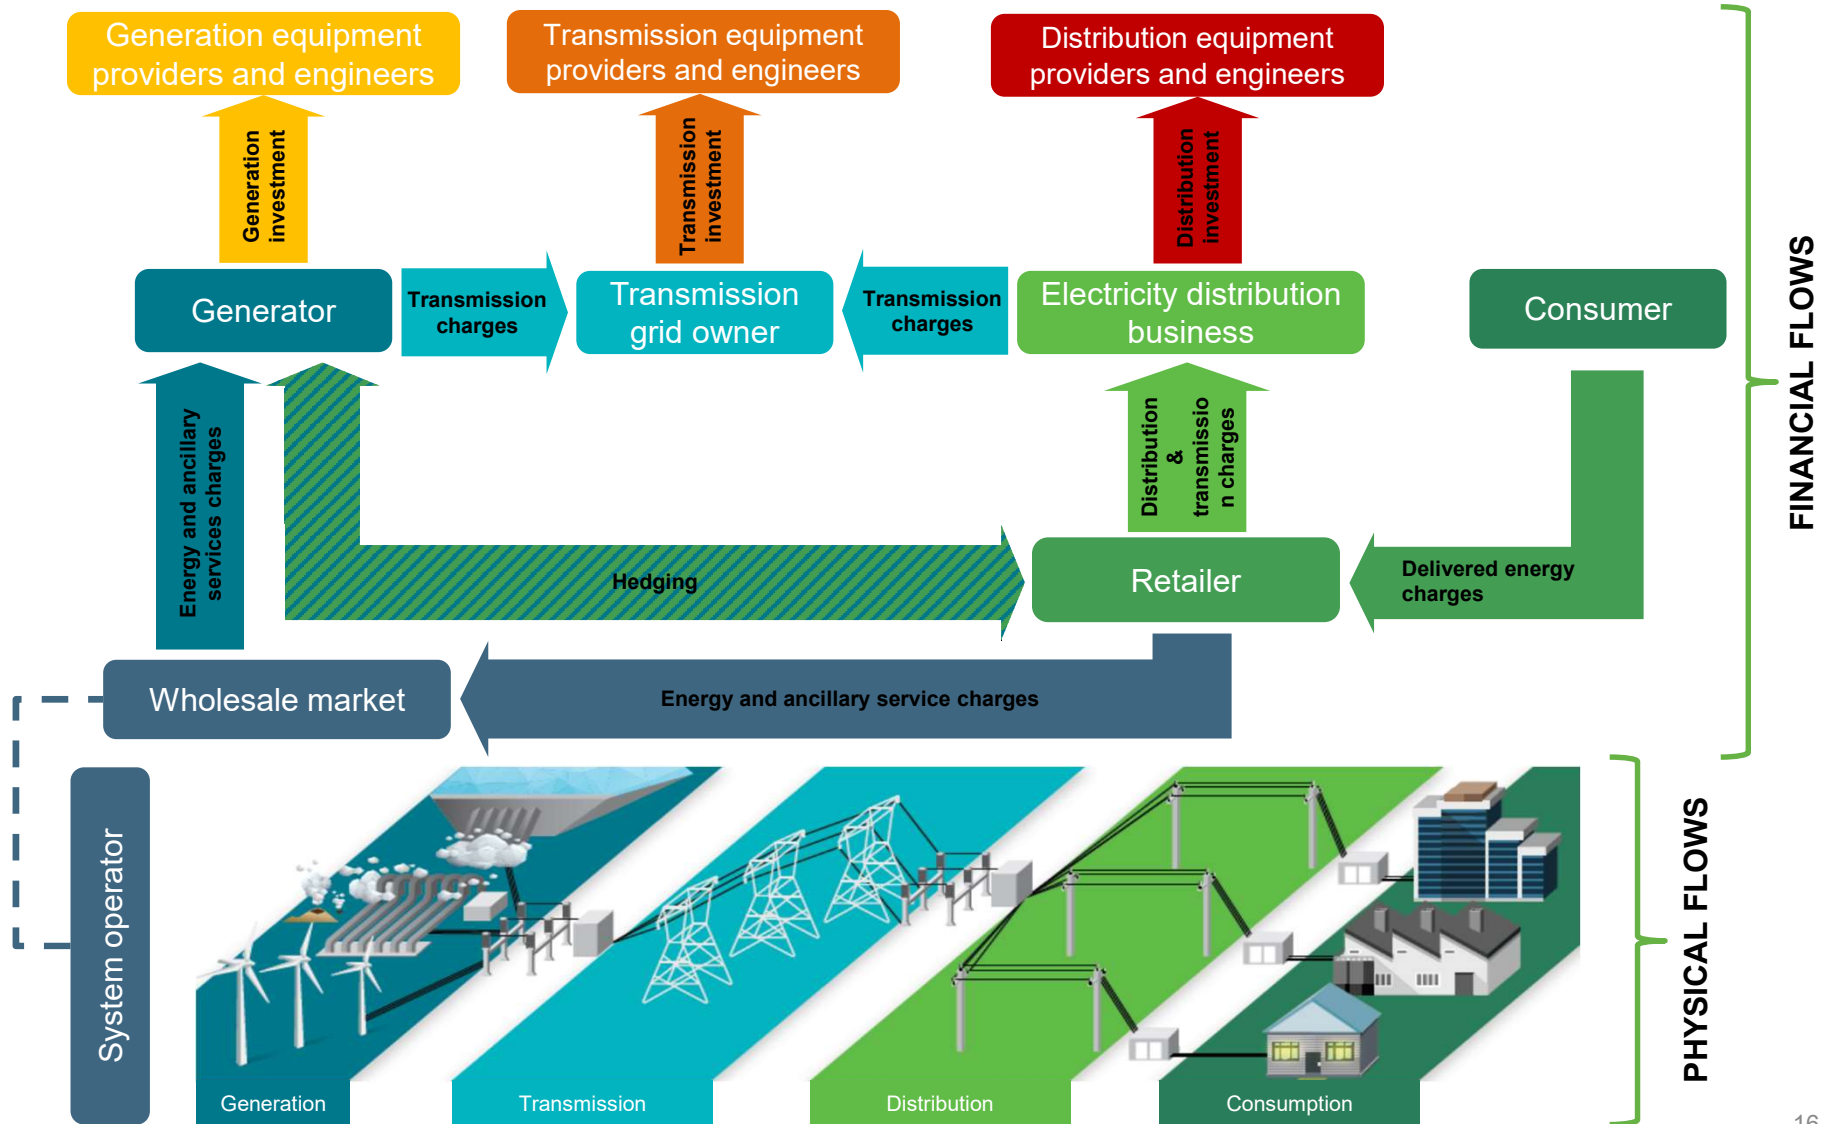 Generation equipment
providers and engineers
Transmission equipment
providers and engineers
Distribution equipment
providers and engineers
Generation
investment
Transmission
investment
Distribution
investment
Generator
Transmission
charges
Transmission
grid owner
Transmission
charges
Electricity distribution
business
Consumer
FINANCIAL FLOWS
Energy and ancillary
services charges
Distribution
&
transmissio
n charges
Hedging
Retailer
Delivered energy
charges
Wholesale market
Energy and ancillary service charges
System operator
PHYSICAL FLOWS
Generation
Transmission
Distribution
Consumption
16